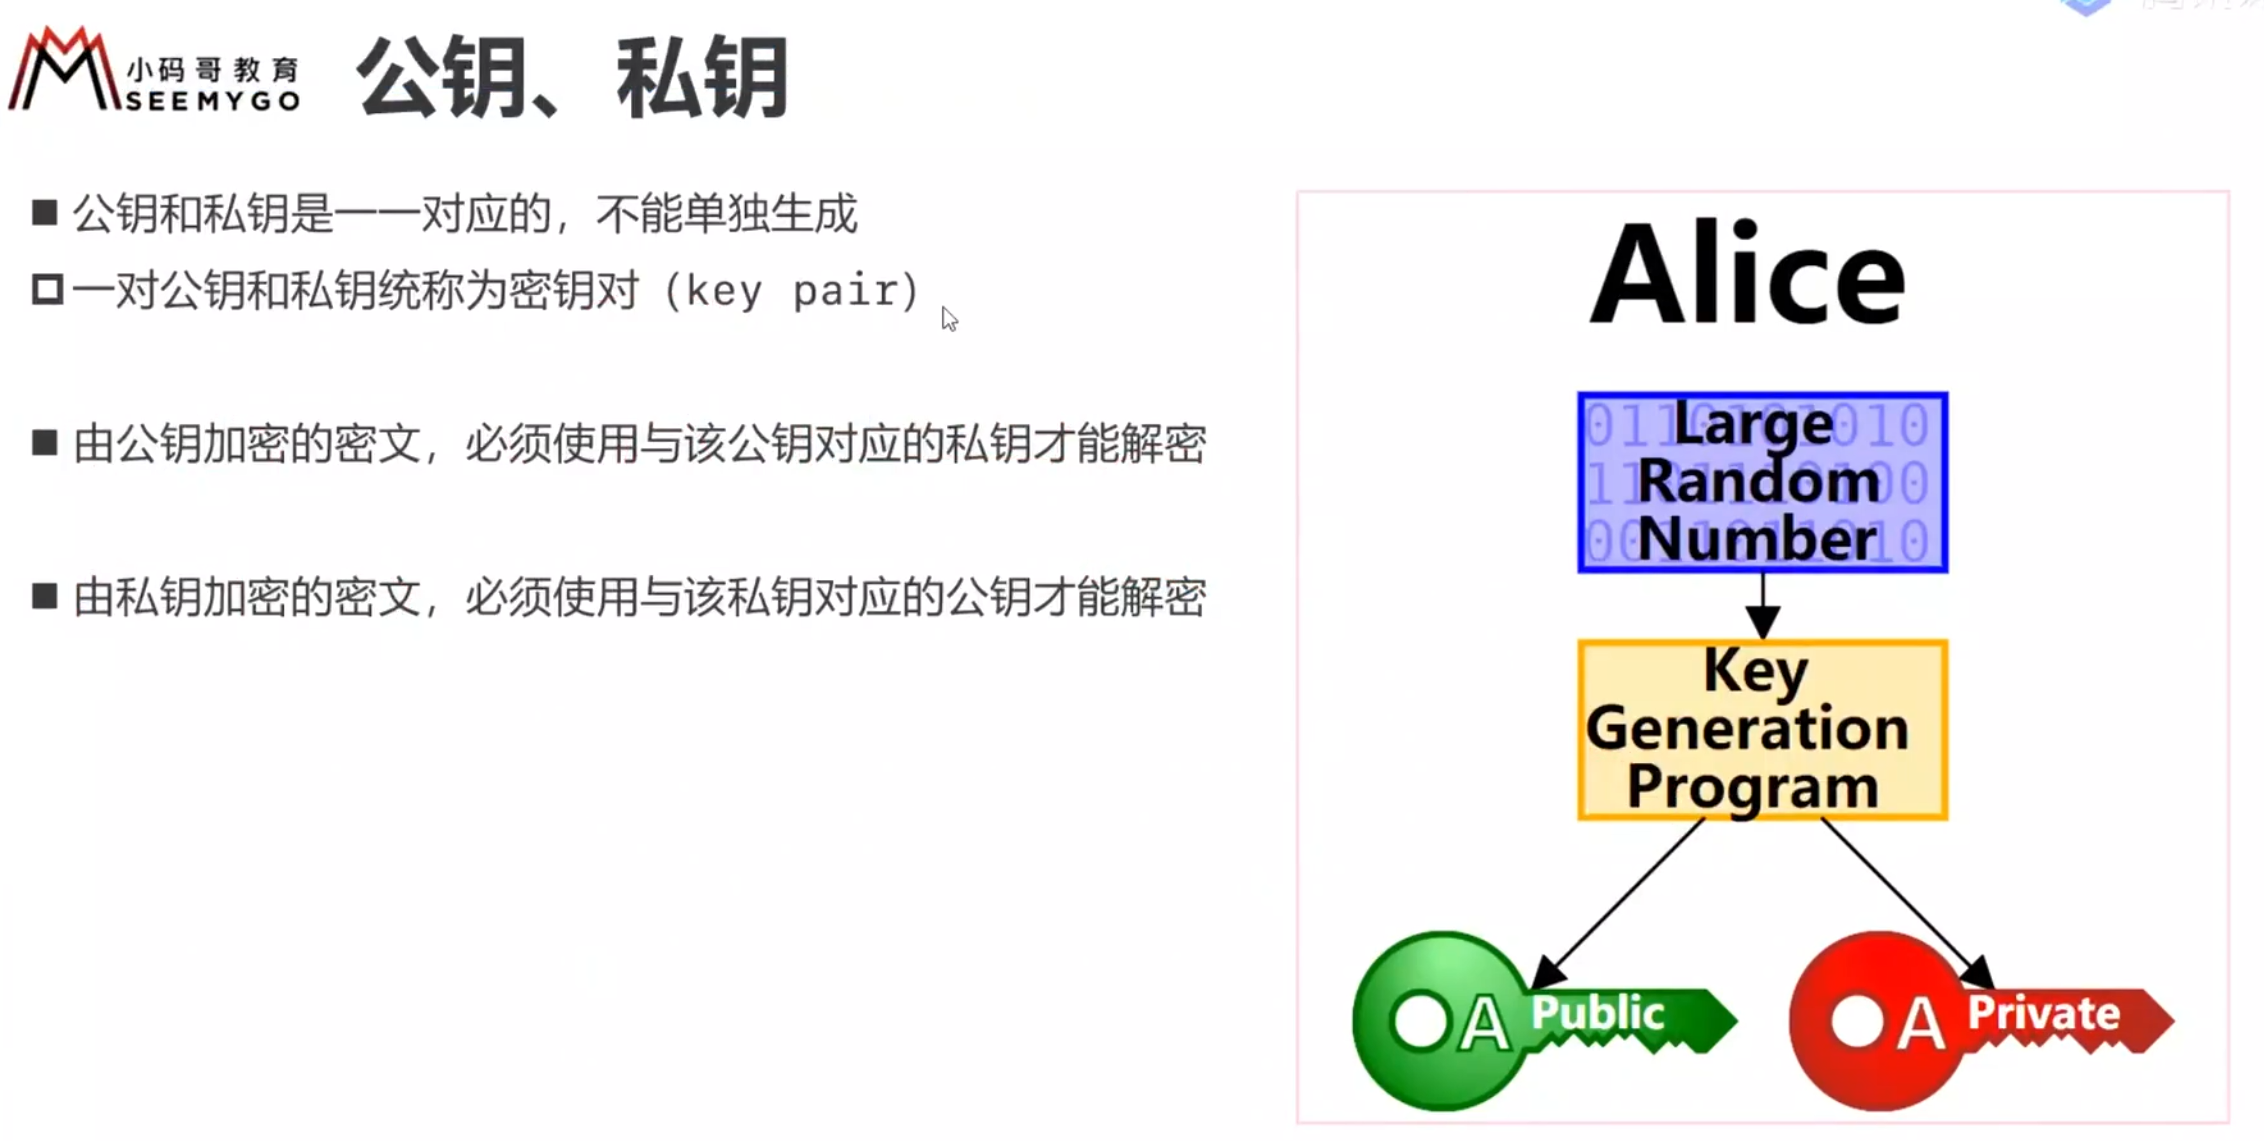 小码哥教育
SEEMYGO
公钥、私钥
公钥和私钥是一一对应的，不能单独生成
一对公钥和私钥统称为密钥对（key pair）
由公钥加密的密文，必须使用与该公钥对应的私钥才能解密
由私钥加密的密文，必须使用与该私钥对应的公钥才能解密
Alice
Large
Random
Number
Key
Generation
Program
A Public
A Private